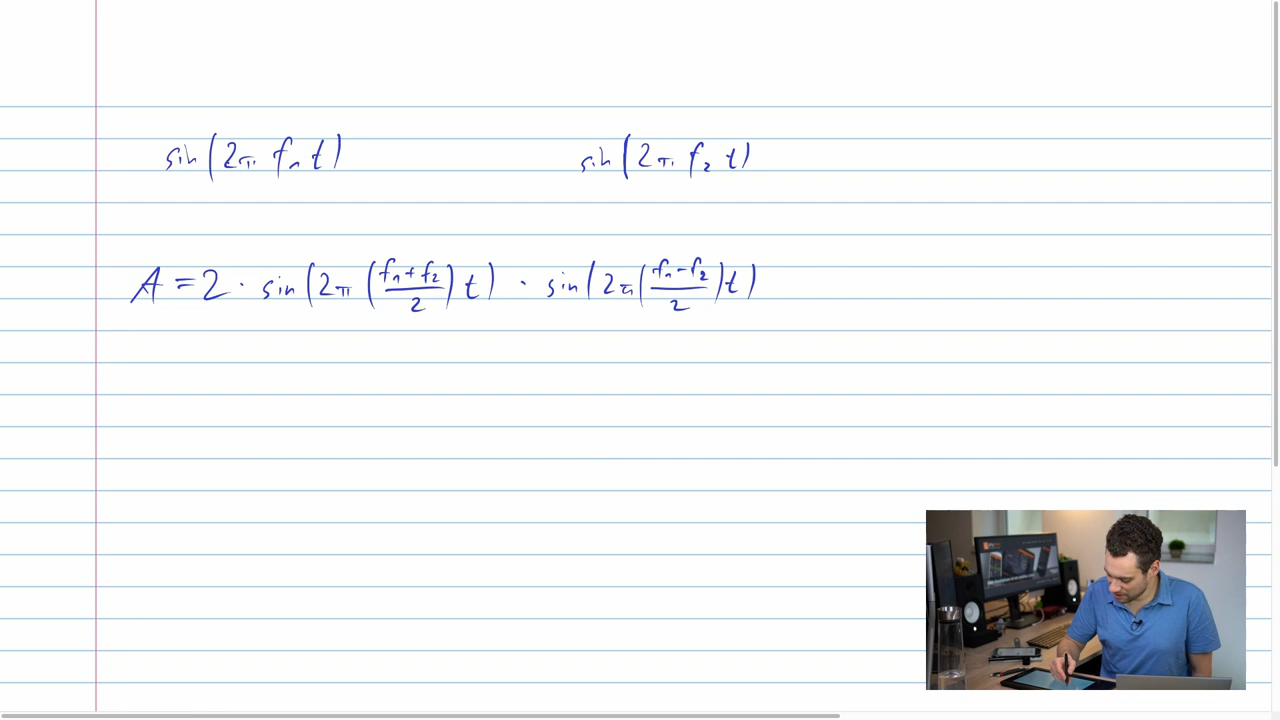 sin(2π f₁ t) sin(2π f₂ t)
A = 2 · sin(2π ((f₁+f₂)/2) t) · sin(2π ((f₁-f₂)/2) t)